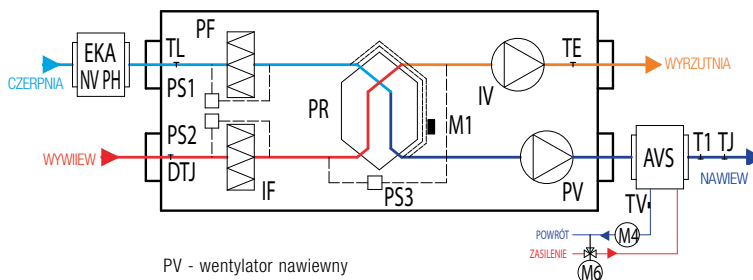 PF
TL
TE
EKA
NV PH
CZERPNIA
WYRZUTNIA
PS1
IV
PR
M1
PS2
T1 TJ
WYWIIEW
AVS
DTJ
IF
PS3
PV
NAWIEW
TV
POWRÓT
M4
ZASILENIE
M6
PV - wentylator nawiewny